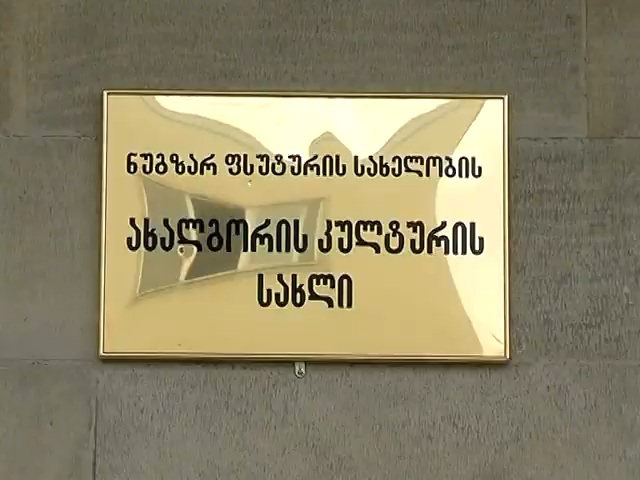 ნუგზარ ფსუტურის სახელობის
ახალგორის კულტურის
სახლი